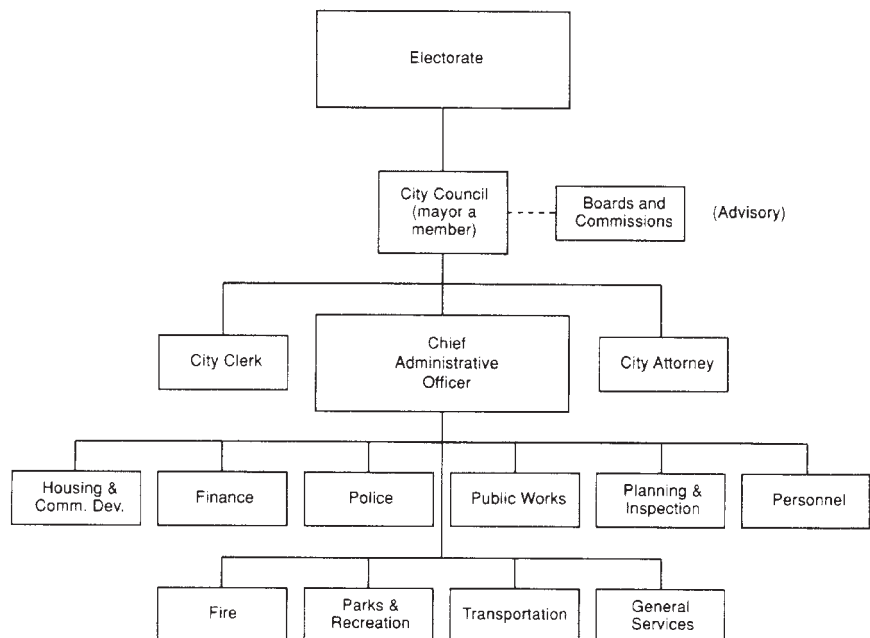 Electorate
City Council
(mayor a
member)
Boards and
Commissions
(Advisory)
City Clerk
Chief
Administrative
Officer
City Attorney
Housing &
Comm. Dev.
Finance
Police
Public Works
Planning &
Inspection
Personnel
Fire
Parks &
Recreation
Transportation
General
Services